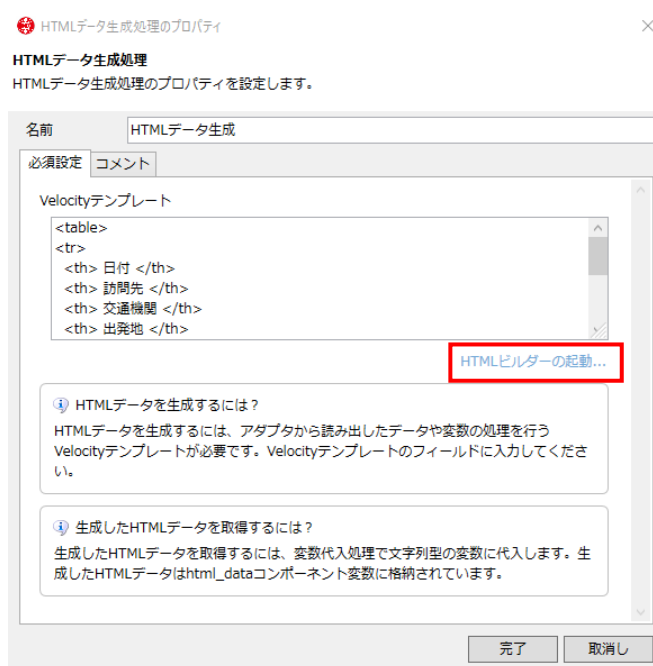 HTMLデータ生成処理のプロパティ
HTMLデータ生成処理
HTMLデータ生成処理のプロパティを設定します。
名前 HTMLデータ生成
必須設定 コメント
Velocityテンプレート
<table>
<tr>
<th> 日付 </th>
<th> 訪問先 </th>
<th> 交通機関 </th>
<th> 出発地 </th>
HTMLビルダーの起動...
HTMLデータを生成するには？
HTMLデータを生成するには、アダプタから読み出したデータや変数の処理を行う
Velocityテンプレートが必要です。Velocityテンプレートのフィールドに入力してくださ
い。
生成したHTMLデータを取得するには？
生成したHTMLデータを取得するには、変数代入処理で文字列型の変数に代入します。生
成したHTMLデータはhtml_dataコンポーネント変数に格納されています。
完了 取消し